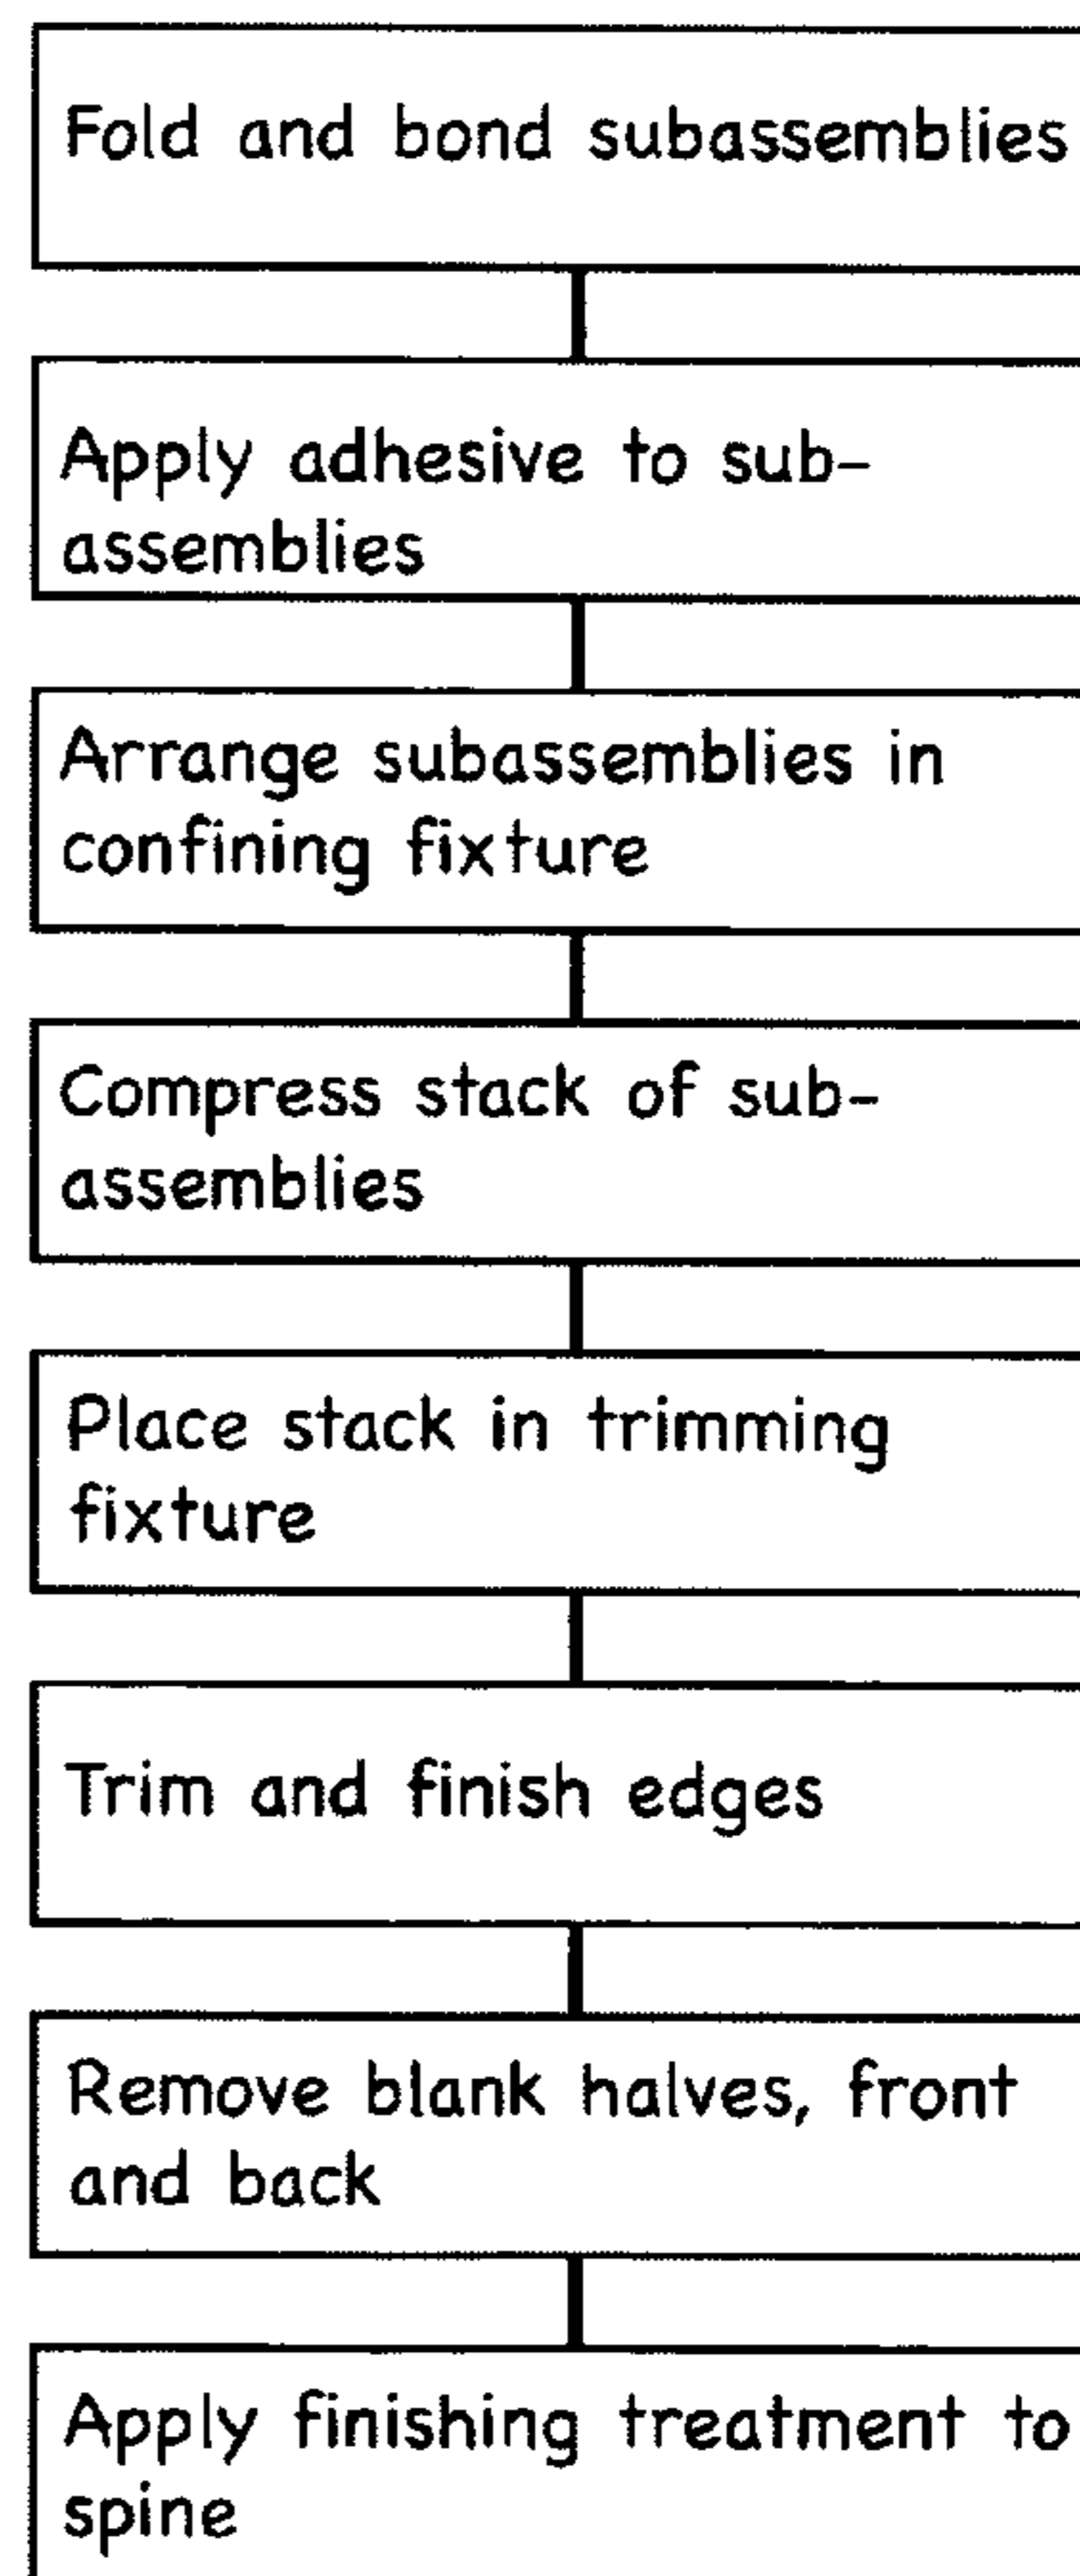 Fold and bond subassemblies
Apply adhesive to sub-
assemblies
Arrange subassemblies in
confining fixture
Compress stack of sub-
assemblies
Place stack in trimming
fixture
Trim and finish edges
Remove blank halves, front
and back
Apply finishing treatment to
spine